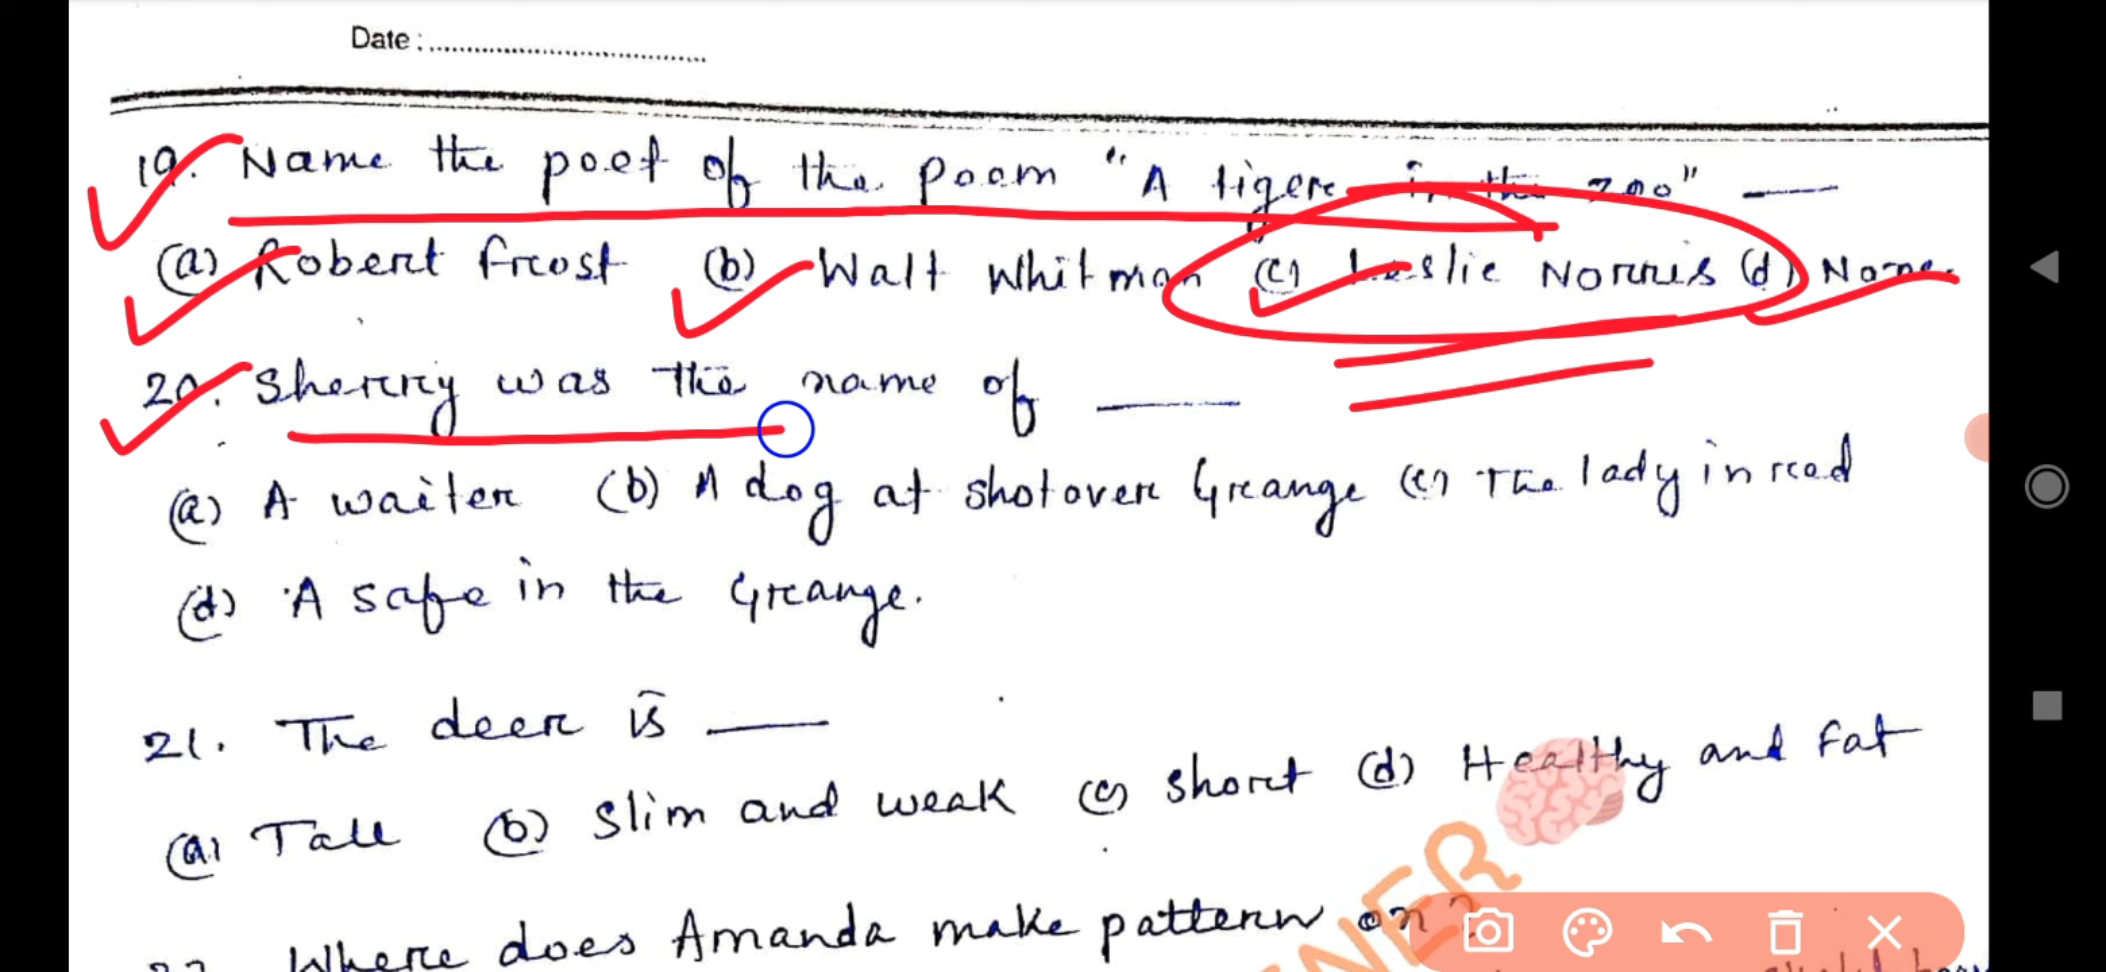 Date :
19. Name the poet of the poem "A tiger in the zoo" —
(a) Robert frost (b) Walt Whitman (c) Leslie Norris (d) None.
20. Sherry was the name of —
(a) A waiter (b) A dog at shotover Grange (c) The lady in red
(d) A safe in the Grange.
21. The deer is —
(a) Tall (b) Slim and weak (c) short (d) Healthy and fat
Where does Amanda make pattern on?
NER